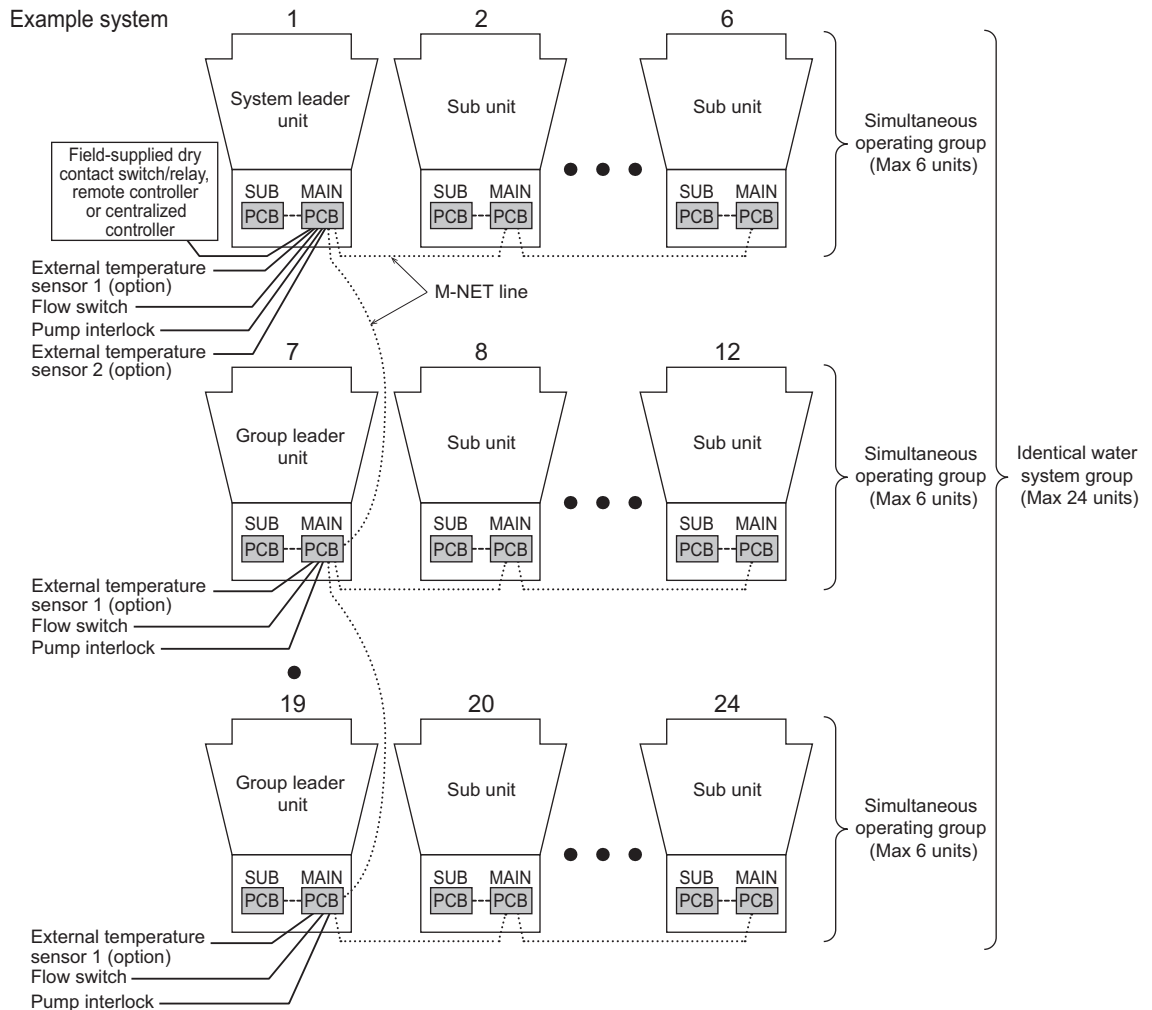 Example system
1
2
6
System leader
unit
Sub unit
Sub unit
Simultaneous
operating group
(Max 6 units)
Field-supplied dry
contact switch/relay,
remote controller
or centralized
controller
SUB MAIN
PCB PCB
SUB MAIN
PCB PCB
SUB MAIN
PCB PCB
External temperature
sensor 1 (option)
Flow switch
Pump interlock
External temperature
sensor 2 (option)
M-NET line
7
8
12
Group leader
unit
Sub unit
Sub unit
Simultaneous
operating group
(Max 6 units)
Identical water
system group
(Max 24 units)
SUB MAIN
PCB PCB
SUB MAIN
PCB PCB
SUB MAIN
PCB PCB
External temperature
sensor 1 (option)
Flow switch
Pump interlock
19
20
24
Group leader
unit
Sub unit
Sub unit
Simultaneous
operating group
(Max 6 units)
SUB MAIN
PCB PCB
SUB MAIN
PCB PCB
SUB MAIN
PCB PCB
External temperature
sensor 1 (option)
Flow switch
Pump interlock